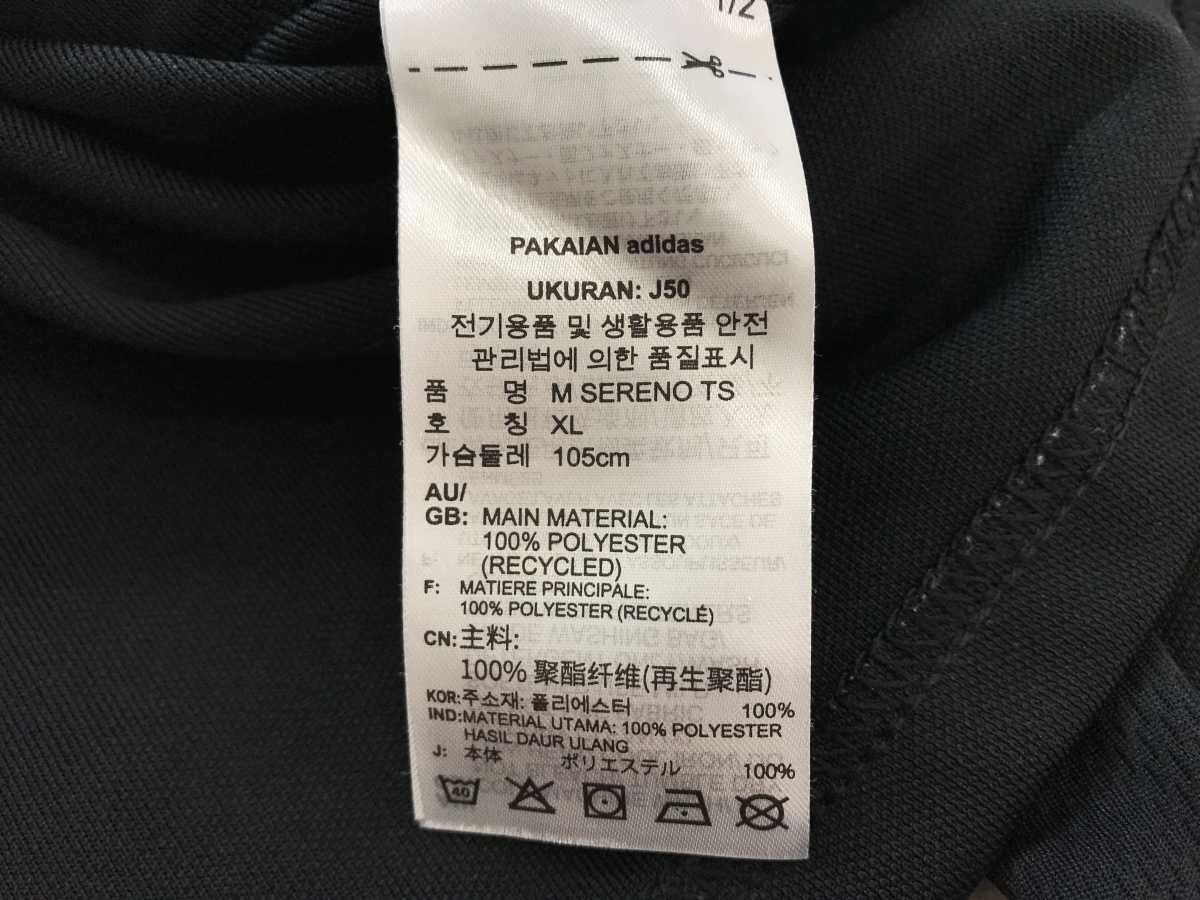 1/2
PAKAIAN adidas
UKURAN: J50
전기용품 및 생활용품 안전
관리법에 의한 품질표시
품 명 M SERENO TS
호 칭 XL
가슴둘레 105cm
AU/
GB: MAIN MATERIAL:
100% POLYESTER
(RECYCLED)
F: MATIERE PRINCIPALE:
100% POLYESTER (RECYCLÉ)
CN: 主料:
100% 聚酯纤维(再生聚酯)
KOR: 주소재: 폴리에스터 100%
IND: MATERIAL UTAMA: 100% POLYESTER
HASIL DAUR ULANG
J: 本体 ポリエステル 100%
40